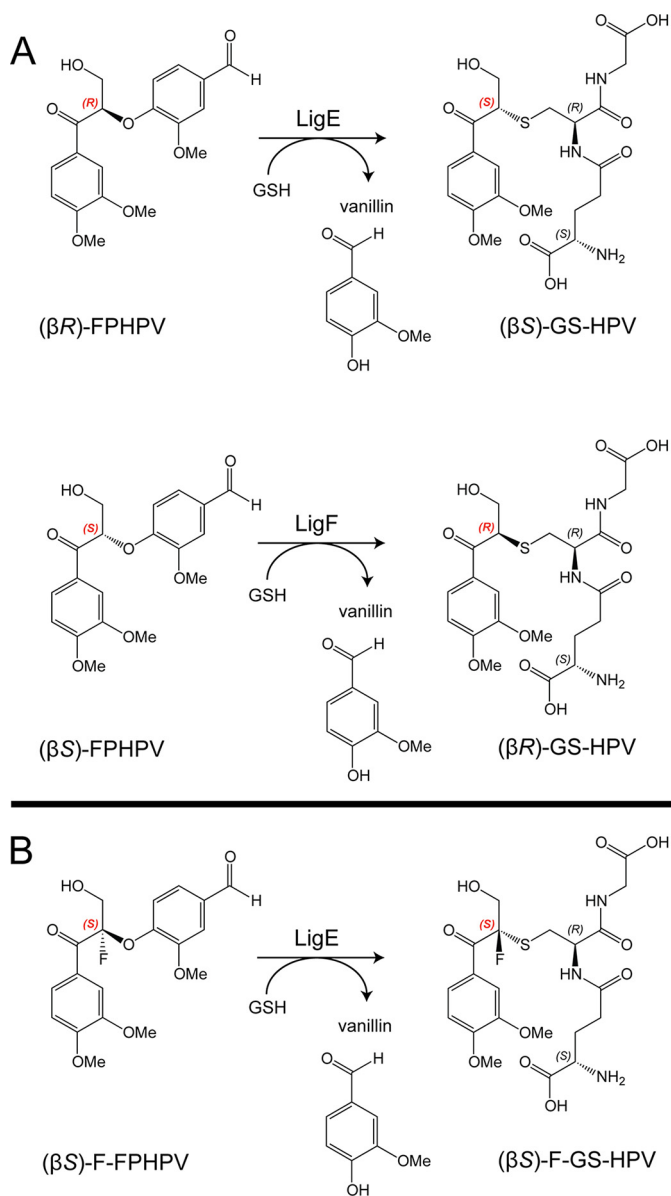 A
HO
(R)
O
O
O
H
OMe
OMe
OMe
(βR)-FPHPV
LigE
GSH
vanillin
O
H
OMe
OH
O
OH
HO
(S)
O
S
(R)
HN
O
HN
O
OMe
OMe
(S)
O
NH2
OH
(βS)-GS-HPV
HO
(S)
O
O
O
H
OMe
OMe
OMe
(βS)-FPHPV
LigF
GSH
vanillin
O
H
OMe
OH
O
OH
HO
(R)
O
S
(R)
HN
O
HN
O
OMe
OMe
(S)
O
NH2
OH
(βR)-GS-HPV
B
HO
(S)
O
F
O
O
H
OMe
OMe
OMe
(βS)-F-FPHPV
LigE
GSH
vanillin
O
H
OMe
OH
O
OH
HO
(S)
O
F
S
(R)
HN
O
HN
O
OMe
OMe
(S)
O
NH2
OH
(βS)-F-GS-HPV